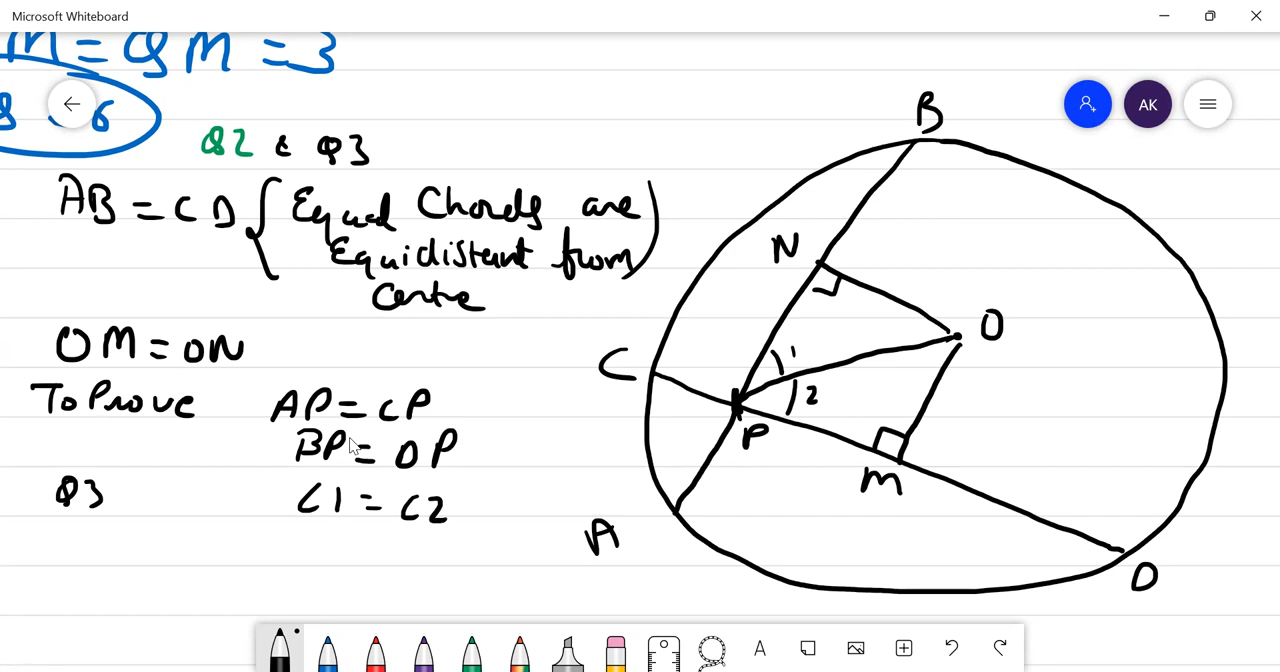 Microsoft Whiteboard
M = QM = 3
6
Q2 & Q3
AB = CD { Equal Chords are
Equidistant from
Centre
OM = ON
To Prove AP = CP
BP = DP
Q3 ∠1 = ∠2
AK
B
N
O
C
1
2
P
M
A
D
A